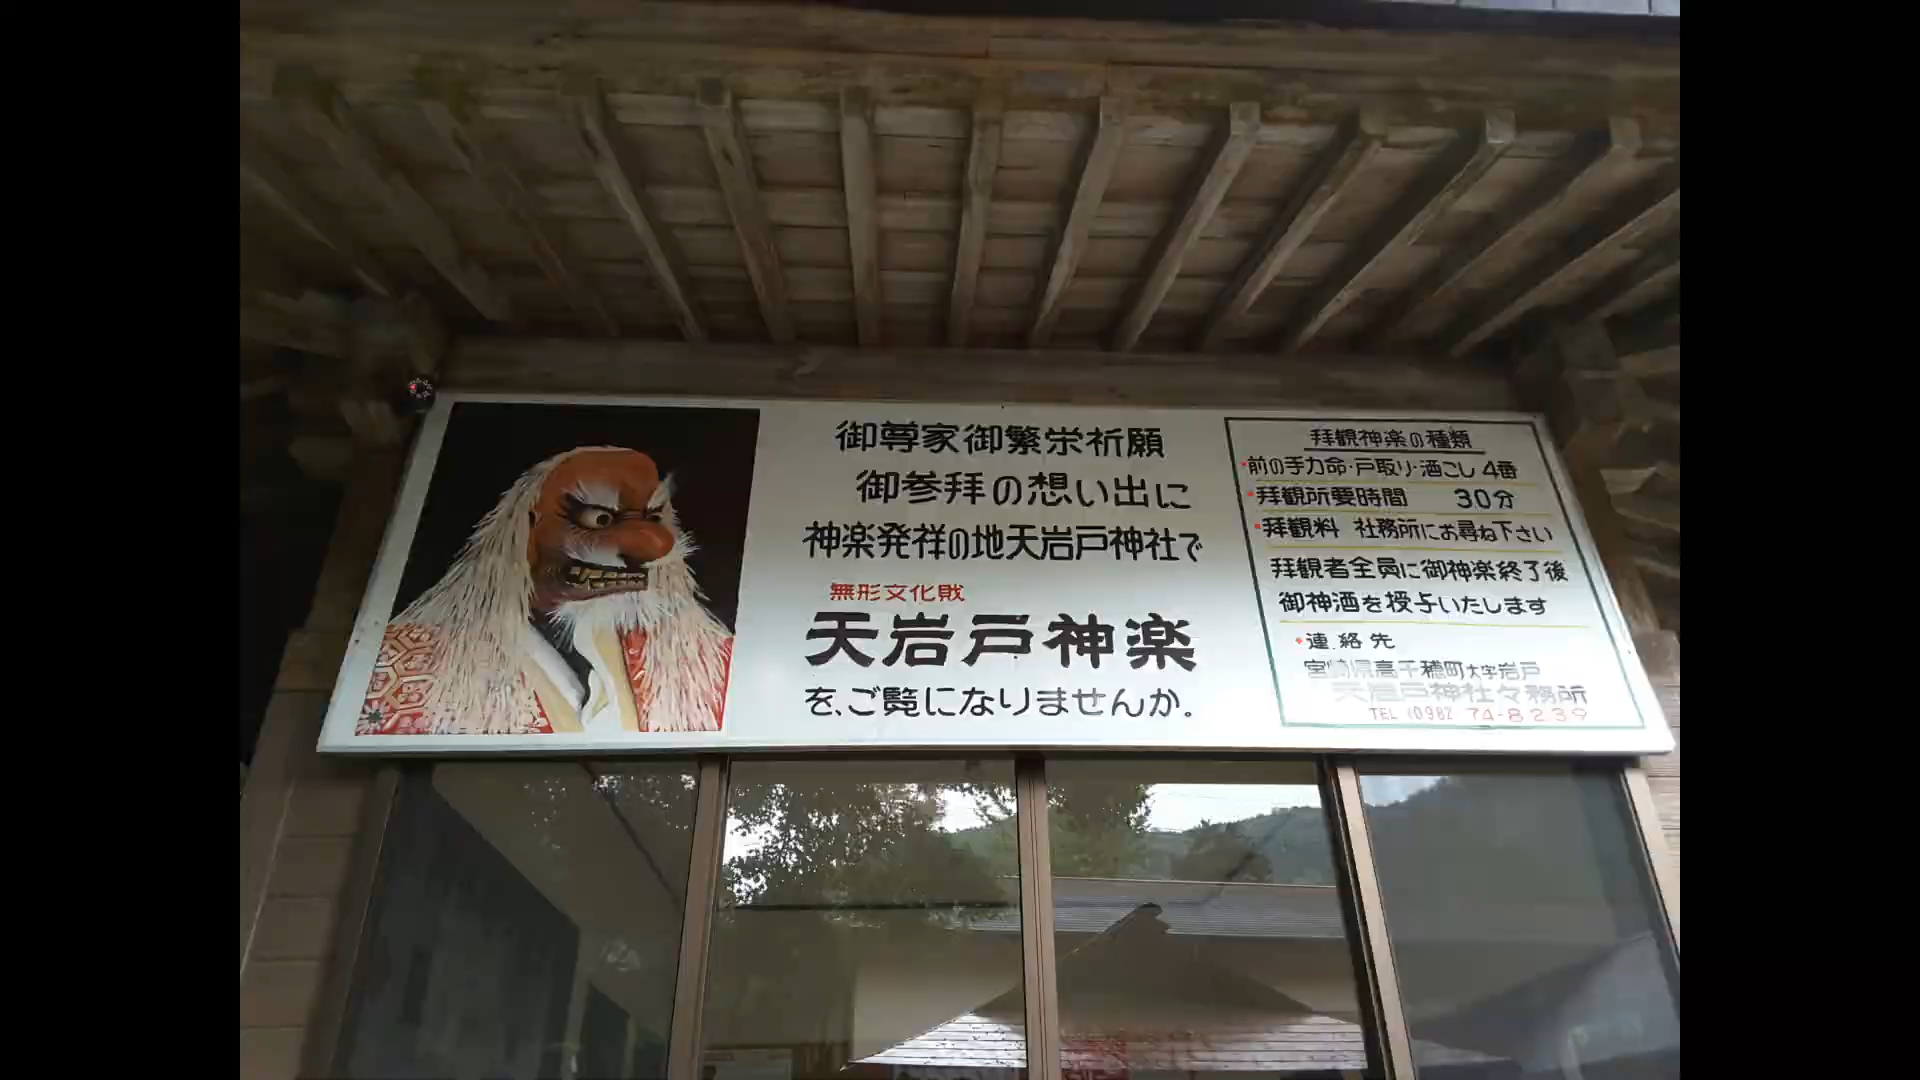 御尊家御繁栄祈願
御参拝の想い出に
神楽発祥の地天岩戸神社で
無形文化財
天岩戸神楽
を、ご覧になりませんか。
拝観神楽の種類
・前の手力命・戸取り・酒こし 4番
・拝観所要時間 30分
・拝観料 社務所にお尋ね下さい
拝観者全員に御神楽終了後
御神酒を授与いたします
・連絡先
宮崎県高千穂町大字岩戸
天岩戸神社々務所
TEL (0982) 74-8239